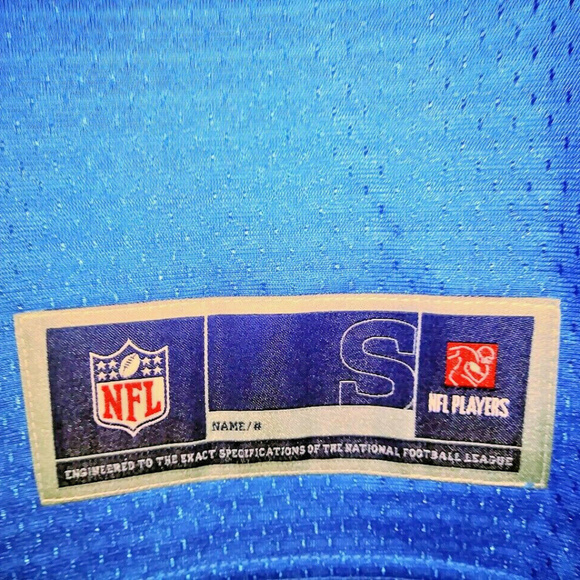 NFL
S
NFL PLAYERS
NAME/#
ENGINEERED TO THE EXACT SPECIFICATIONS OF THE NATIONAL FOOTBALL LEAGUE